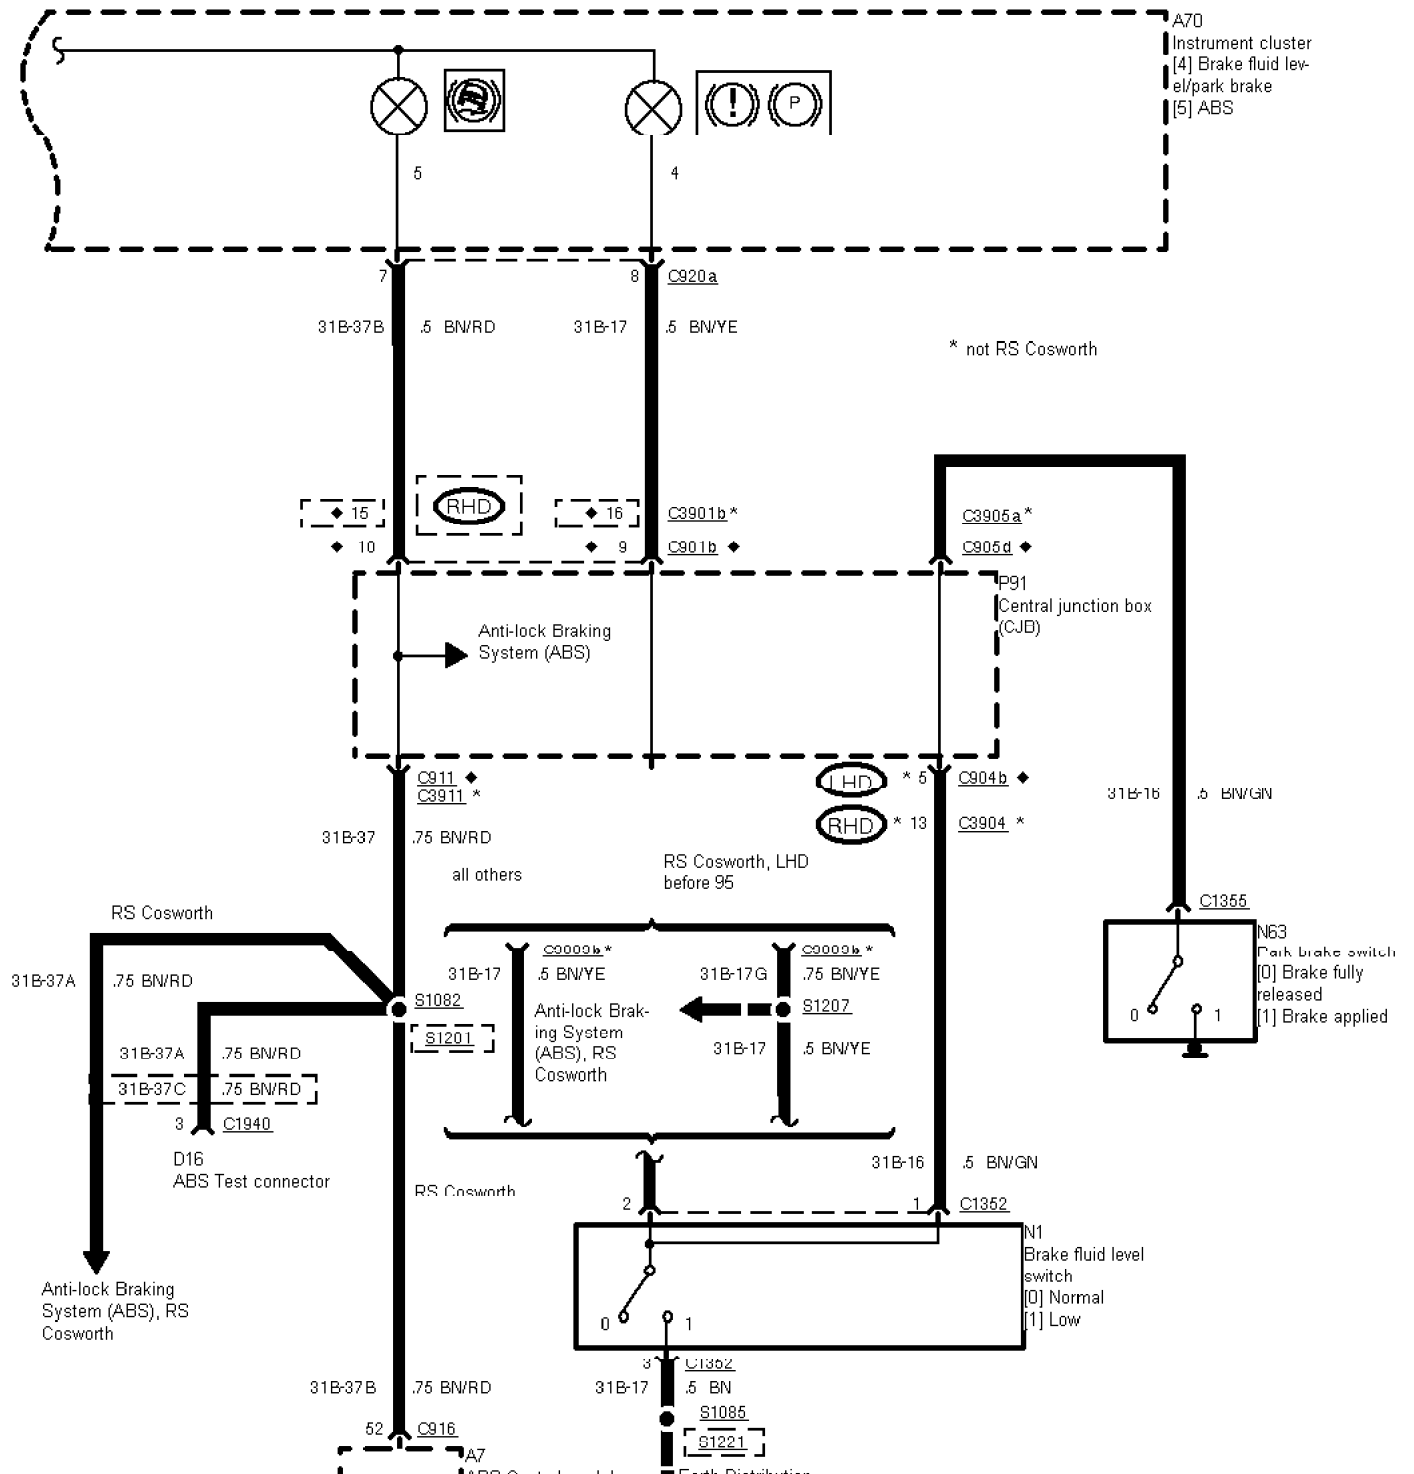 A70
Instrument cluster
[4] Brake fluid lev-
el/park brake
[5] ABS
!
P
5
4
7
8
C920a
31B-37B
.5 BN/RD
31B-17
.5 BN/YE
* not RS Cosworth
◆ 15
RHD
◆ 16
C3901b*
C3905a*
◆ 10
◆ 9
C901b ◆
C905d ◆
P91
Central junction box
(CJB)
Anti-lock Braking
System (ABS)
C911 ◆
C3911 *
LHD
* 5
C904b ◆
RHD
* 13
C3904 *
31B-16
.5 BN/GN
31B-37
.75 BN/RD
all others
RS Cosworth, LHD
before 95
RS Cosworth
C1355
N63
Park brake switch
[0] Brake fully
released
[1] Brake applied
0
1
31B-37A
.75 BN/RD
31B-17
.5 BN/YE
31B-17G
.75 BN/YE
S1082
S1201
Anti-lock Brak-
ing System
(ABS), RS
Cosworth
S1207
31B-17
.5 BN/YE
31B-37A
.75 BN/RD
31B-37C
.75 BN/RD
3
C1940
D16
ABS Test connector
RS Cosworth
31B-16
.5 BN/GN
2
1
C1352
N1
Brake fluid level
switch
[0] Normal
[1] Low
0
1
Anti-lock Braking
System (ABS), RS
Cosworth
3
C1352
31B-37B
.75 BN/RD
31B-17
.5 BN
S1085
S1221
52
C916
A7
Earth Distribution